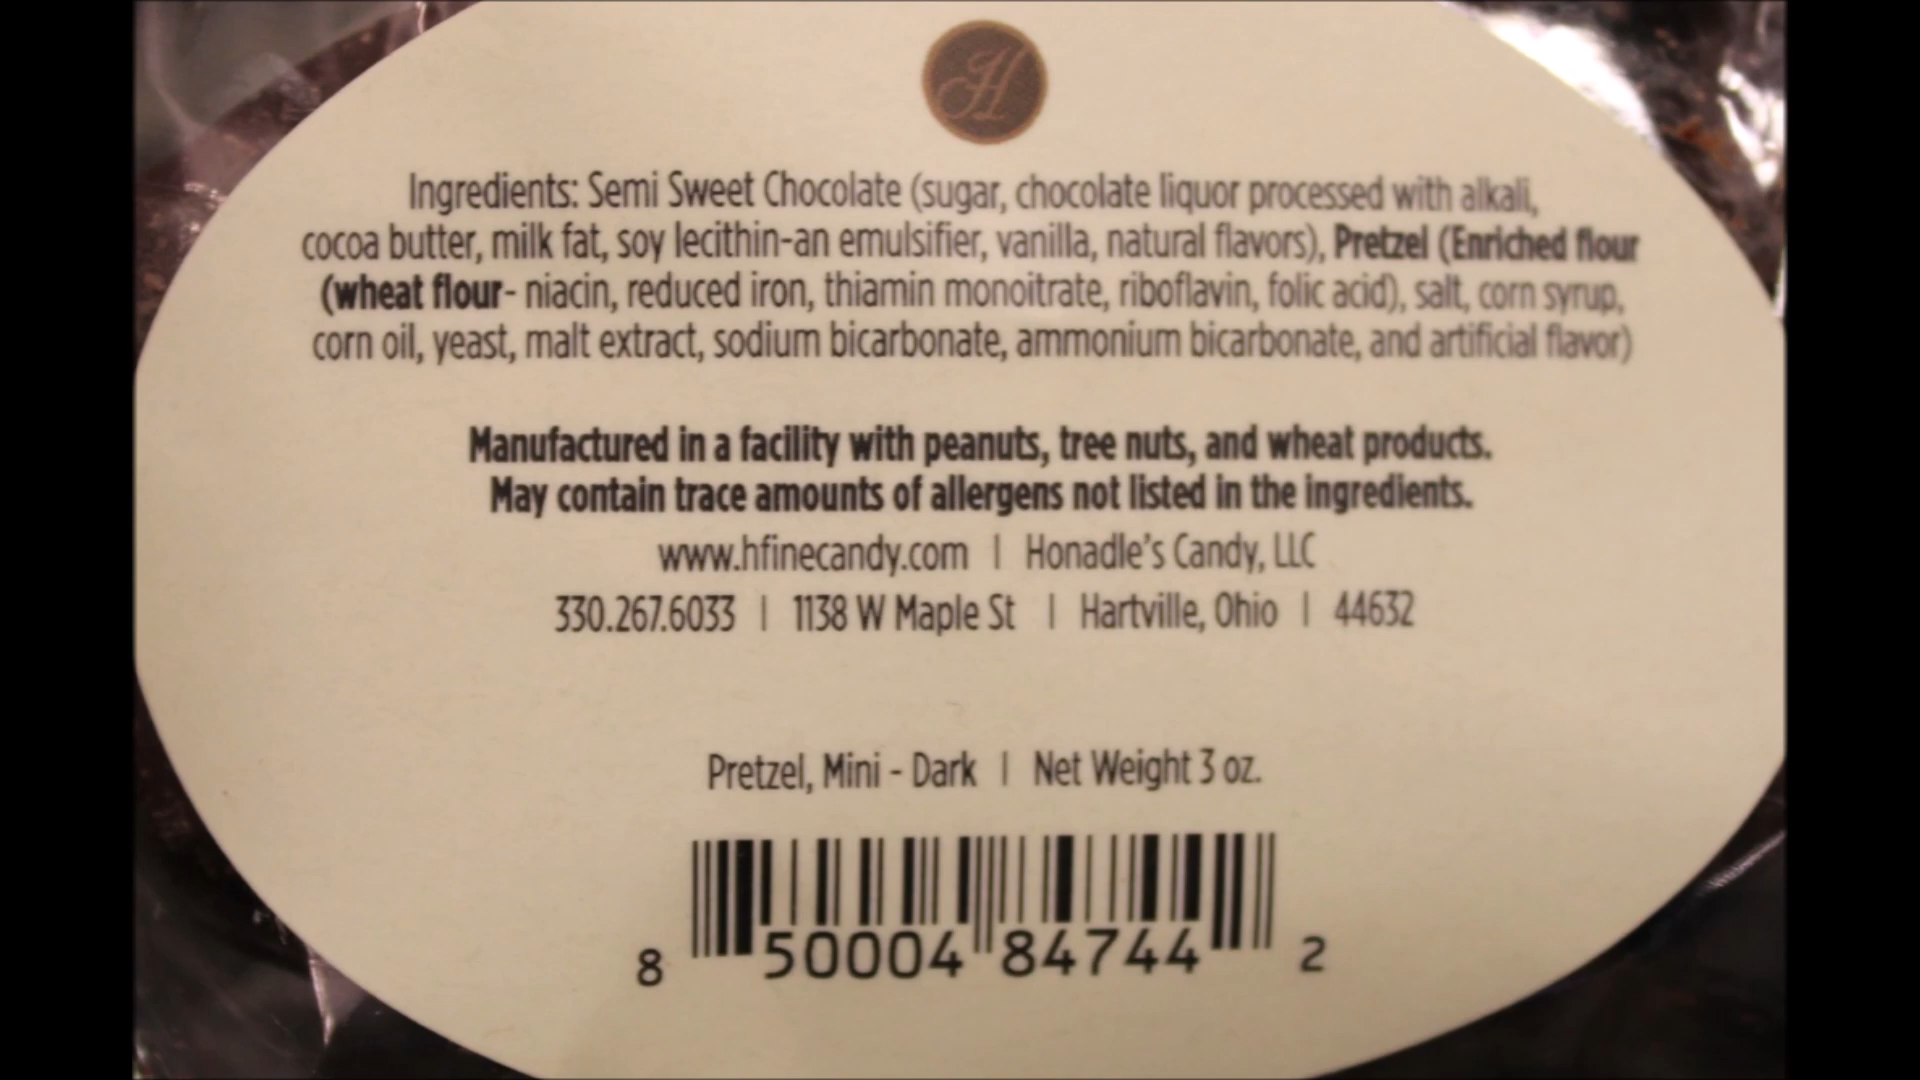 H
Ingredients: Semi Sweet Chocolate (sugar, chocolate liquor processed with alkali,
cocoa butter, milk fat, soy lecithin-an emulsifier, vanilla, natural flavors), Pretzel (Enriched flour
(wheat flour- niacin, reduced iron, thiamin monoitrate, riboflavin, folic acid), salt, corn syrup,
corn oil, yeast, malt extract, sodium bicarbonate, ammonium bicarbonate, and artificial flavor)
Manufactured in a facility with peanuts, tree nuts, and wheat products.
May contain trace amounts of allergens not listed in the ingredients.
www.hfinecandy.com | Honadle's Candy, LLC
330.267.6033 | 1138 W Maple St | Hartville, Ohio | 44632
Pretzel, Mini - Dark | Net Weight 3 oz.
8 50004 84744 2